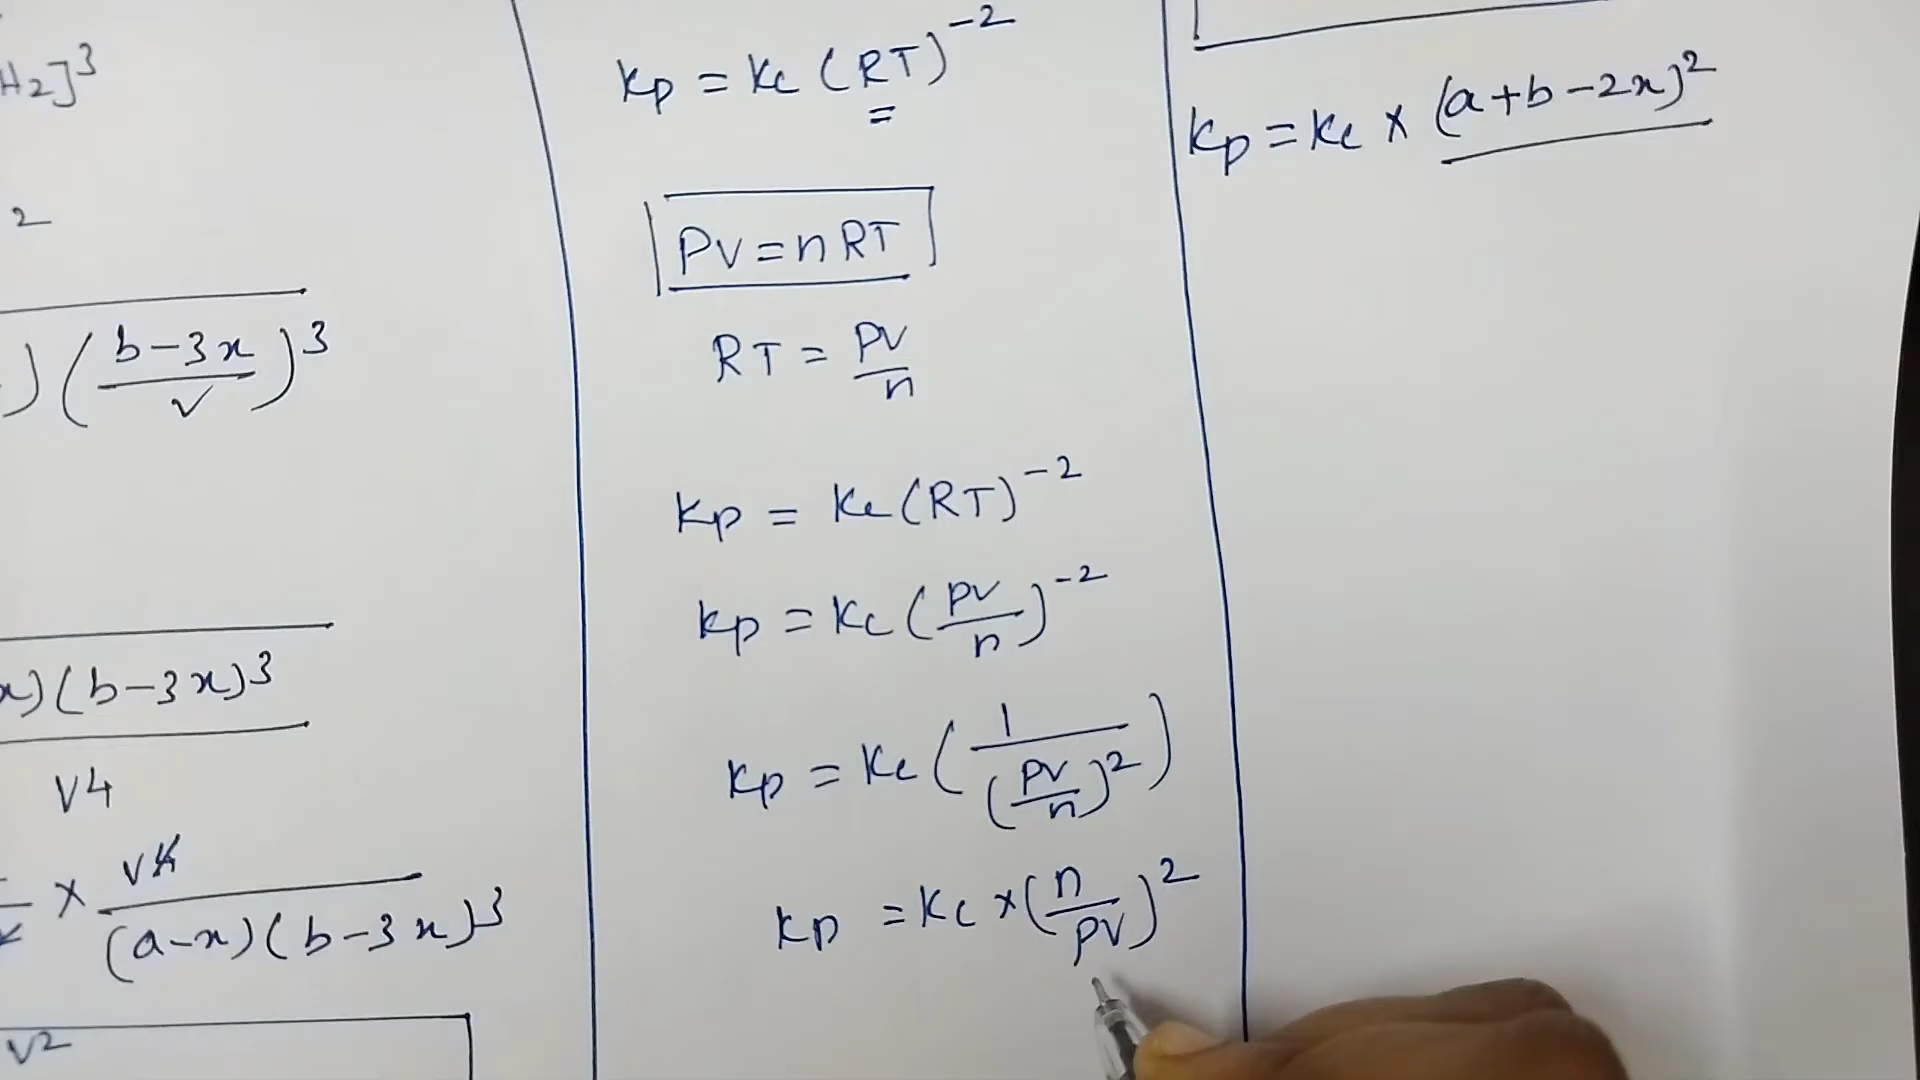 H2]^3
2
) (b-3x/v)^3
x) (b-3x)^3
v4
× v4/(a-x)(b-3x)^3
v2
Kp = Kc (RT)^-2
PV = nRT
RT = PV/n
Kp = Kc (RT)^-2
Kp = Kc (PV/n)^-2
Kp = Kc (1/(PV/n)^2)
Kp = Kc × (n/PV)^2
Kp = Kc × (a+b-2x)^2